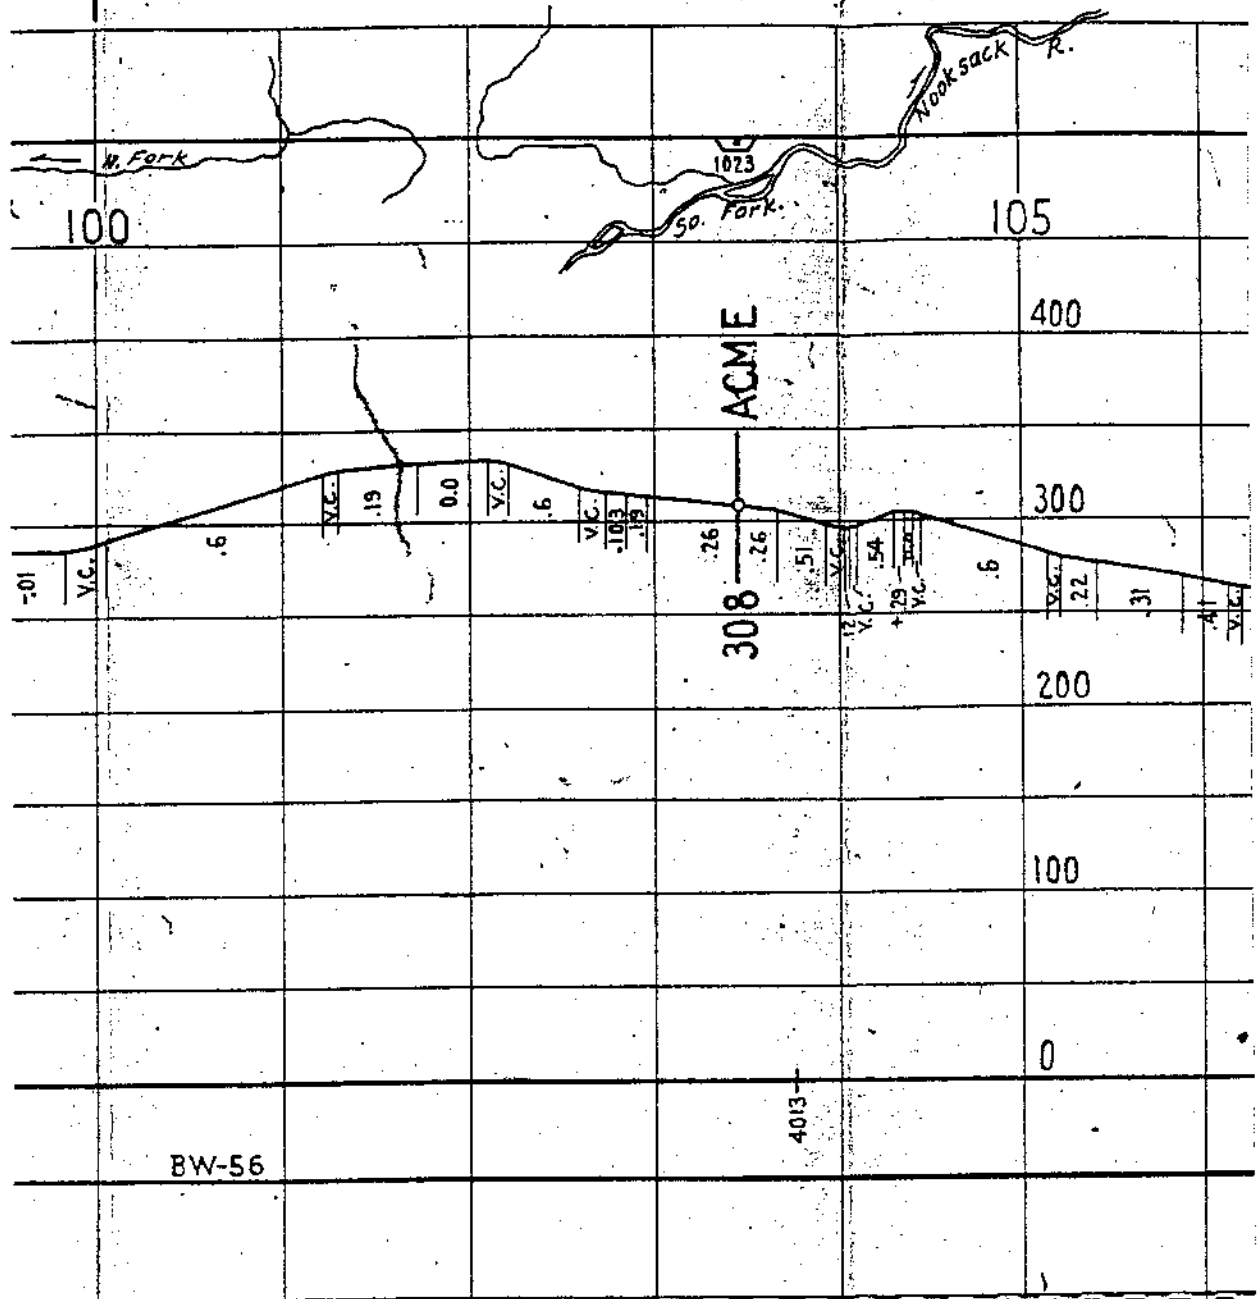 Nooksack R.
N. Fork
1023
So. Fork.
100
105
400
ACME
300
-.01
V.C.
.6
V.C.
.19
0.0
V.C.
.6
V.C.
.103
.19
.26
.26
.51
V.C.
.12
V.C.
.54
+.29
V.C.
.6
V.C.
.22
.31
.41
V.C.
308
200
100
0
4013
BW-56